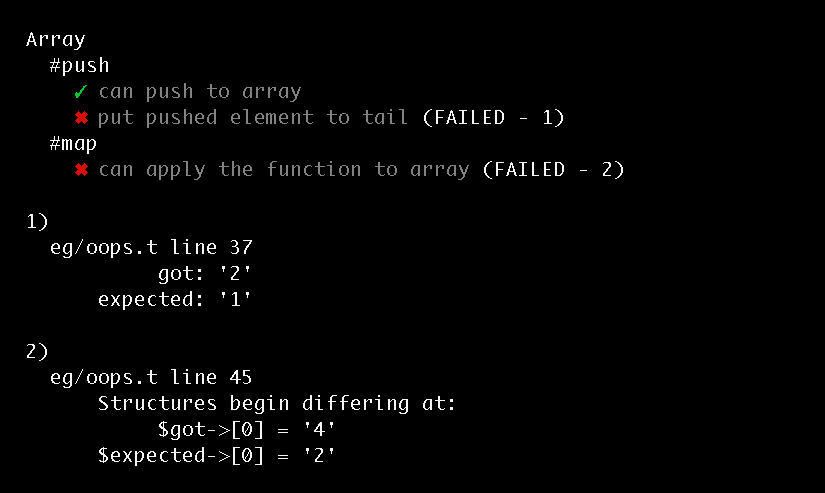 Array
#push
✓ can push to array
✖ put pushed element to tail (FAILED - 1)
#map
✖ can apply the function to array (FAILED - 2)
1)
eg/oops.t line 37
got: '2'
expected: '1'
2)
eg/oops.t line 45
Structures begin differing at:
$got->[0] = '4'
$expected->[0] = '2'